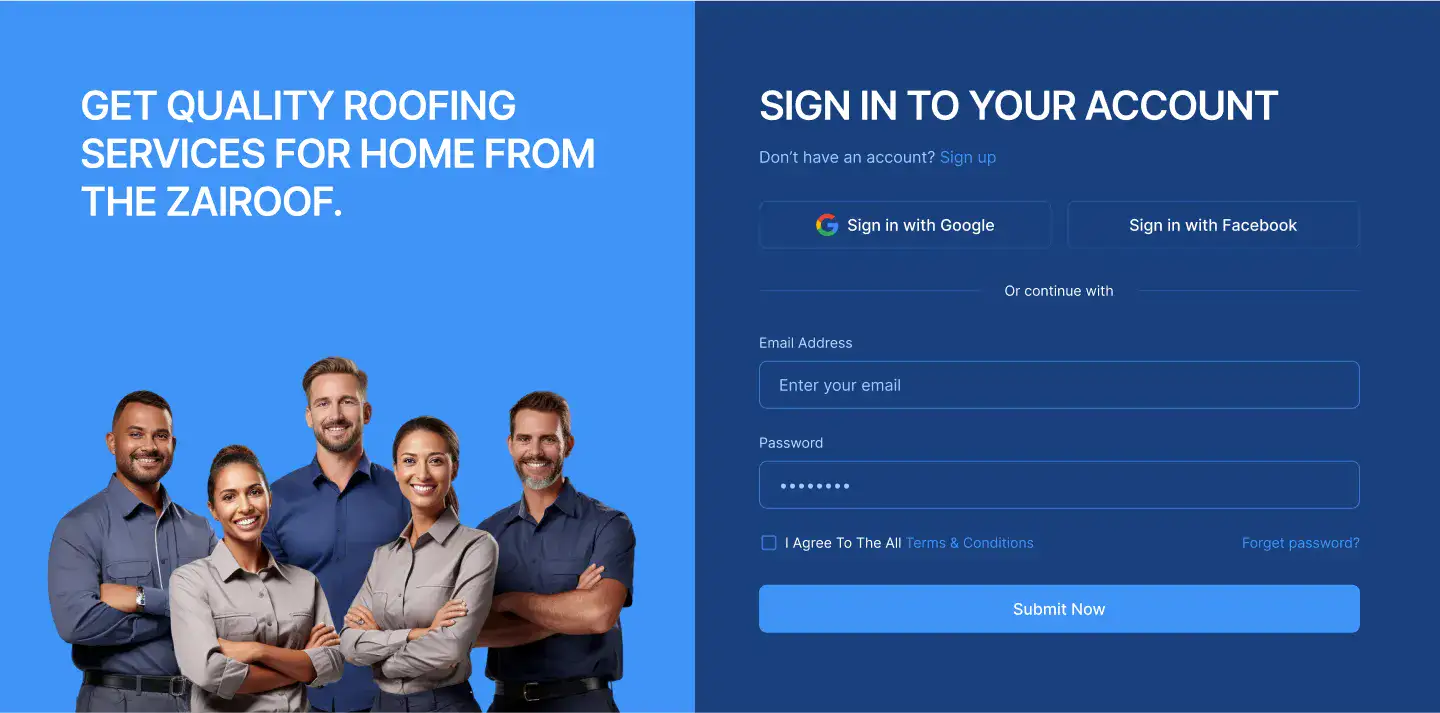 GET QUALITY ROOFING
SERVICES FOR HOME FROM
THE ZAIROOF.
SIGN IN TO YOUR ACCOUNT
Don’t have an account? Sign up
Sign in with Google
Sign in with Facebook
Or continue with
Email Address
Enter your email
Password
••••••••
I Agree To The All Terms & Conditions
Forget password?
Submit Now